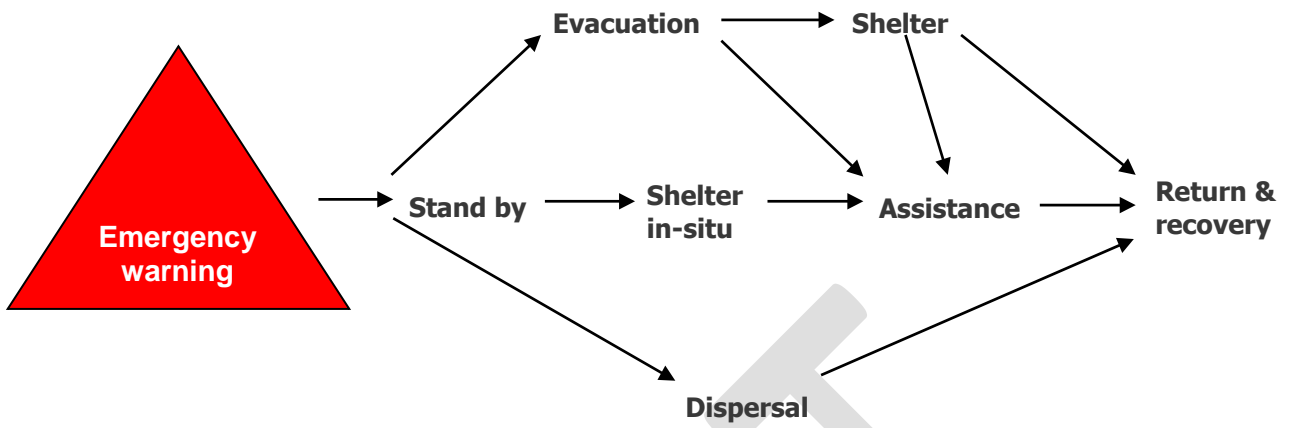 Evacuation
Shelter
Emergency
warning
Stand by
Shelter
in-situ
Assistance
Return &
recovery
Dispersal